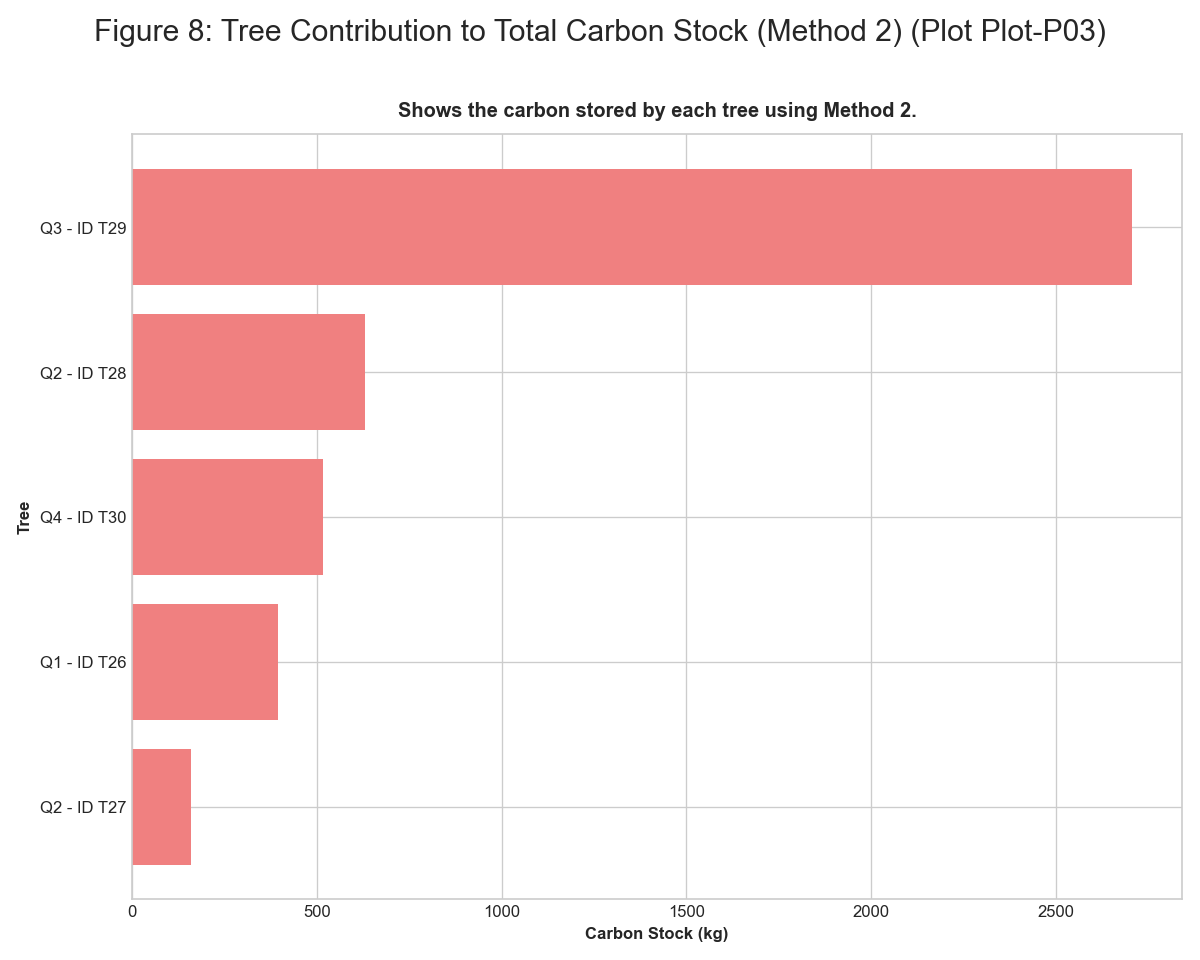 Figure 8: Tree Contribution to Total Carbon Stock (Method 2) (Plot Plot-P03)
Shows the carbon stored by each tree using Method 2.
Tree
Q3 - ID T29
Q2 - ID T28
Q4 - ID T30
Q1 - ID T26
Q2 - ID T27
0 500 1000 1500 2000 2500
Carbon Stock (kg)